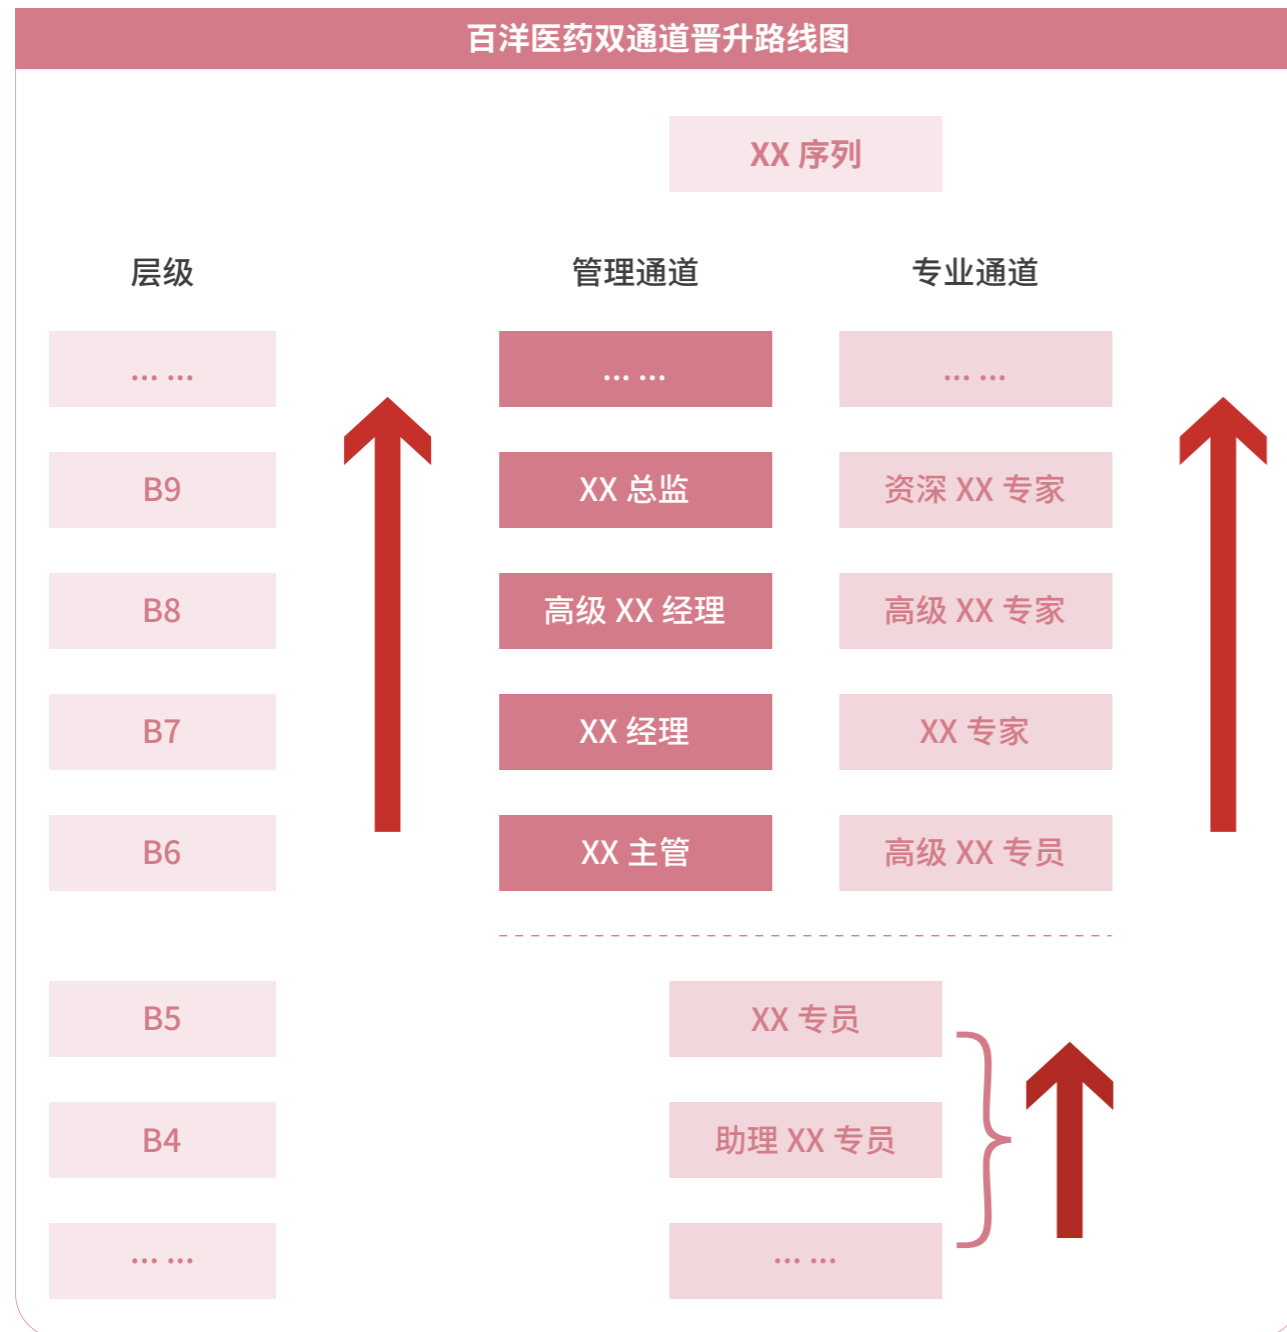 百洋医药双通道晋升路线图
XX 序列
层级
管理通道
专业通道
... ...
... ...
... ...
B9
XX 总监
资深 XX 专家
B8
高级 XX 经理
高级 XX 专家
B7
XX 经理
XX 专家
B6
XX 主管
高级 XX 专员
B5
XX 专员
B4
助理 XX 专员
... ...
... ...